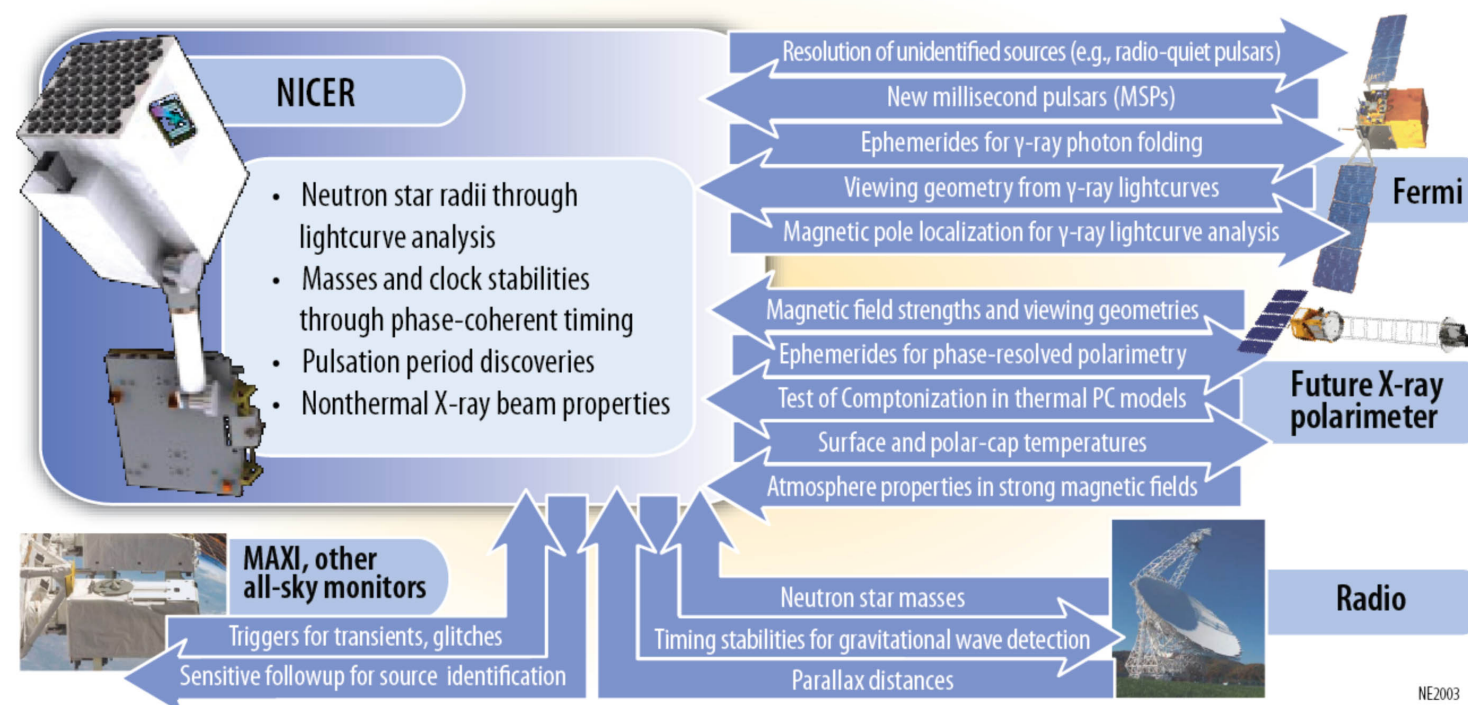 NICER
• Neutron star radii through
lightcurve analysis
• Masses and clock stabilities
through phase-coherent timing
• Pulsation period discoveries
• Nonthermal X-ray beam properties
Resolution of unidentified sources (e.g., radio-quiet pulsars)
New millisecond pulsars (MSPs)
Ephemerides for γ-ray photon folding
Viewing geometry from γ-ray lightcurves
Magnetic pole localization for γ-ray lightcurve analysis
Fermi
Magnetic field strengths and viewing geometries
Ephemerides for phase-resolved polarimetry
Test of Comptonization in thermal PC models
Surface and polar-cap temperatures
Atmosphere properties in strong magnetic fields
Future X-ray
polarimeter
MAXI, other
all-sky monitors
Triggers for transients, glitches
Sensitive followup for source identification
Neutron star masses
Timing stabilities for gravitational wave detection
Parallax distances
Radio
NE2003